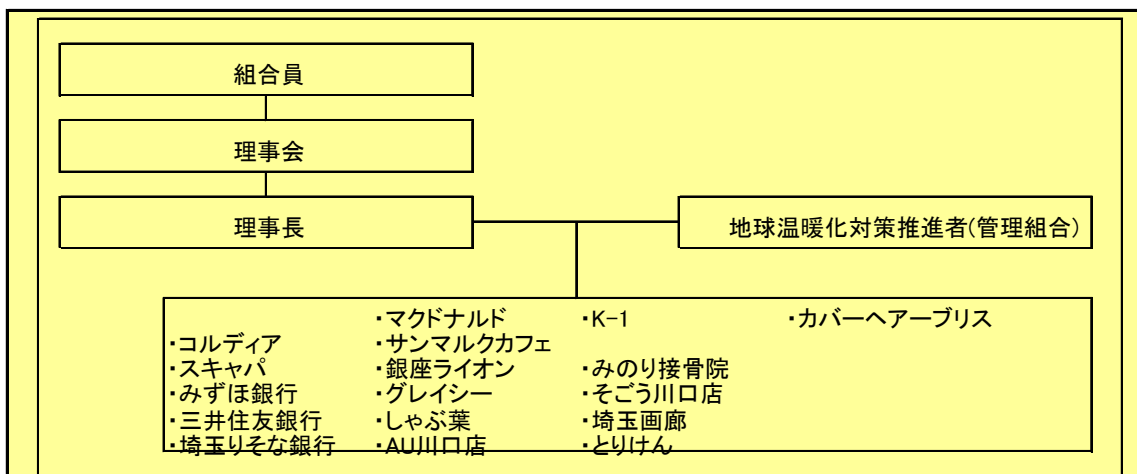 組合員
理事会
理事長
地球温暖化対策推進者(管理組合)
・マクドナルド ・K-1 ・カバーヘアーブリス
・コルディア ・サンマルクカフェ
・スキャパ ・銀座ライオン ・みのり接骨院
・みずほ銀行 ・グレイシー ・そごう川口店
・三井住友銀行 ・しゃぶ葉 ・埼玉画廊
・埼玉りそな銀行 ・AU川口店 ・とりけん